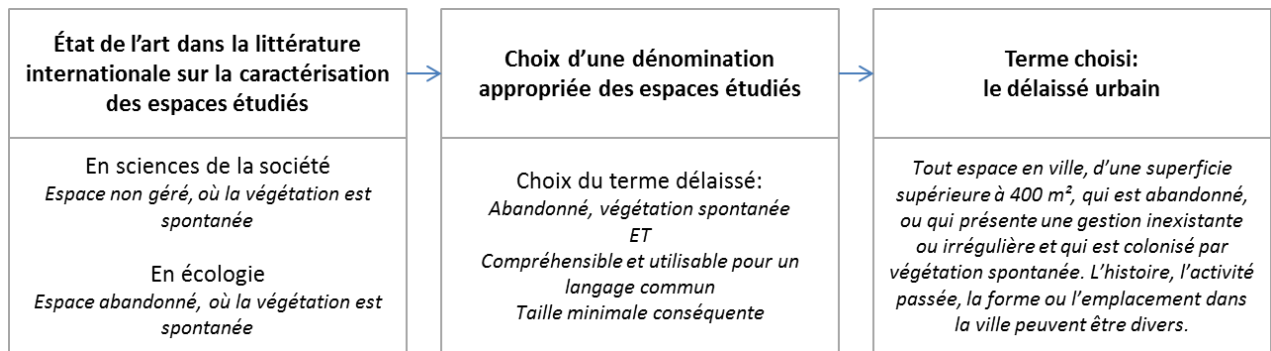 État de l’art dans la littérature
internationale sur la caractérisation
des espaces étudiés
En sciences de la société
Espace non géré, où la végétation est
spontanée
En écologie
Espace abandonné, où la végétation est
spontanée
Choix d’une dénomination
appropriée des espaces étudiés
Choix du terme délaissé:
Abandonné, végétation spontanée
ET
Compréhensible et utilisable pour un
langage commun
Taille minimale conséquente
Terme choisi:
le délaissé urbain
Tout espace en ville, d’une superficie
supérieure à 400 m², qui est abandonné,
ou qui présente une gestion inexistante
ou irrégulière et qui est colonisé par
végétation spontanée. L’histoire, l’activité
passée, la forme ou l’emplacement dans
la ville peuvent être divers.